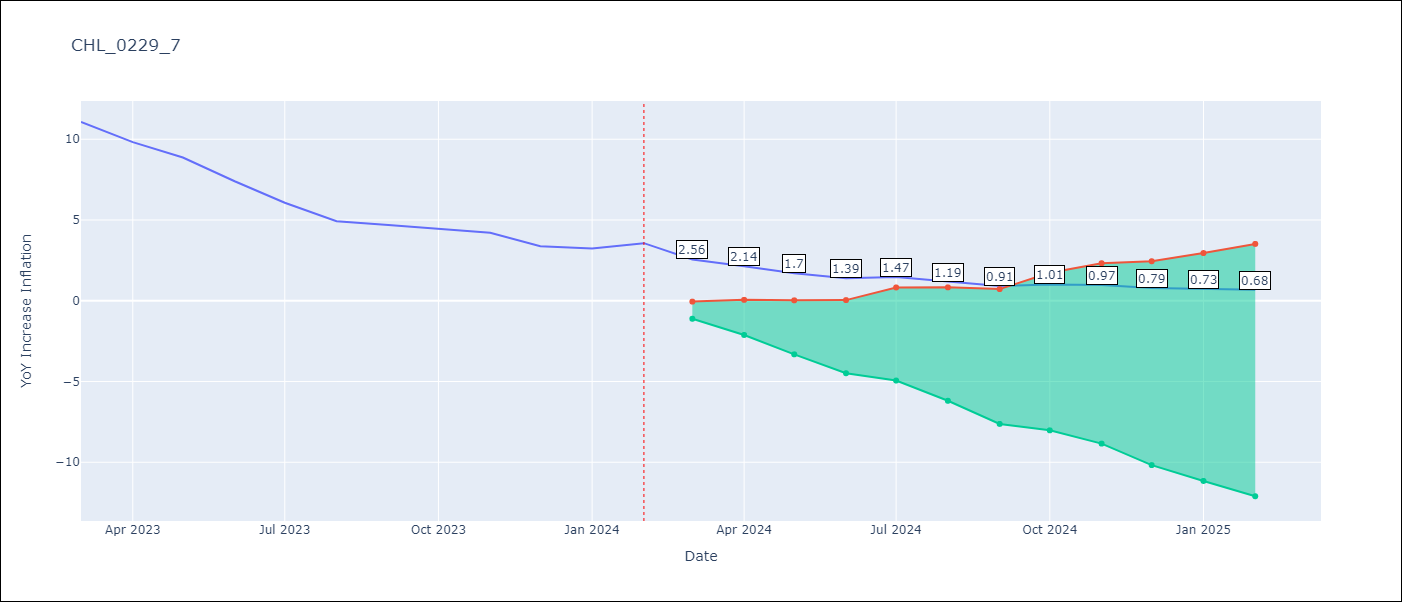 CHL_0229_7
10
5
0
−5
−10
YoY Increase Inflation
2.56
2.14
1.7
1.39
1.47
1.19
0.91
1.01
0.97
0.79
0.73
0.68
Apr 2023
Jul 2023
Oct 2023
Jan 2024
Apr 2024
Jul 2024
Oct 2024
Jan 2025
Date